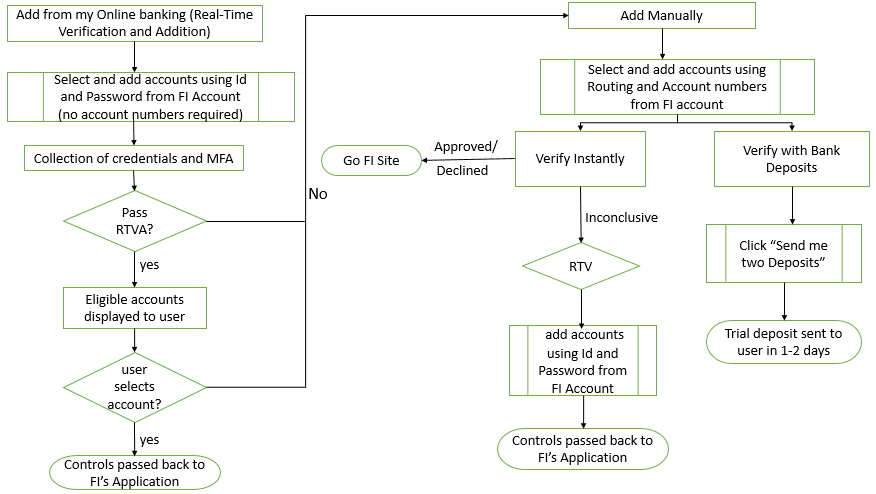 Add from my Online banking (Real-Time
Verification and Addition)
Select and add accounts using Id
and Password from FI Account
(no account numbers required)
Collection of credentials and MFA
Pass
RTVA?
No
yes
Eligible accounts
displayed to user
user
selects
account?
yes
Controls passed back to
FI's Application
Add Manually
Select and add accounts using
Routing and Account numbers
from FI account
Verify Instantly
Approved/
Declined
Go FI Site
Inconclusive
RTV
add accounts
using Id and
Password from
FI Account
Controls passed back to
FI's Application
Verify with Bank
Deposits
Click “Send me
two Deposits”
Trial deposit sent to
user in 1-2 days